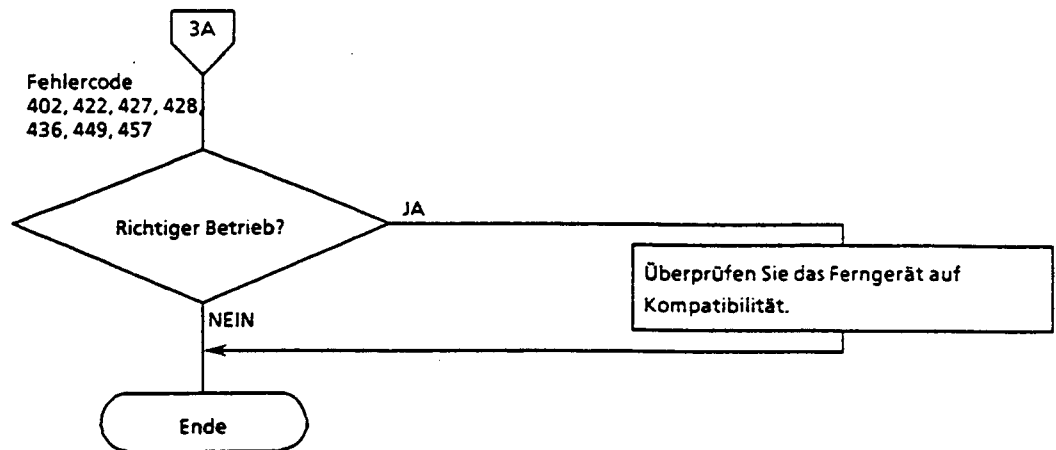 3A
Fehlercode
402, 422, 427, 428,
436, 449, 457
Richtiger Betrieb?
JA
Überprüfen Sie das Ferngerät auf
Kompatibilität.
NEIN
Ende